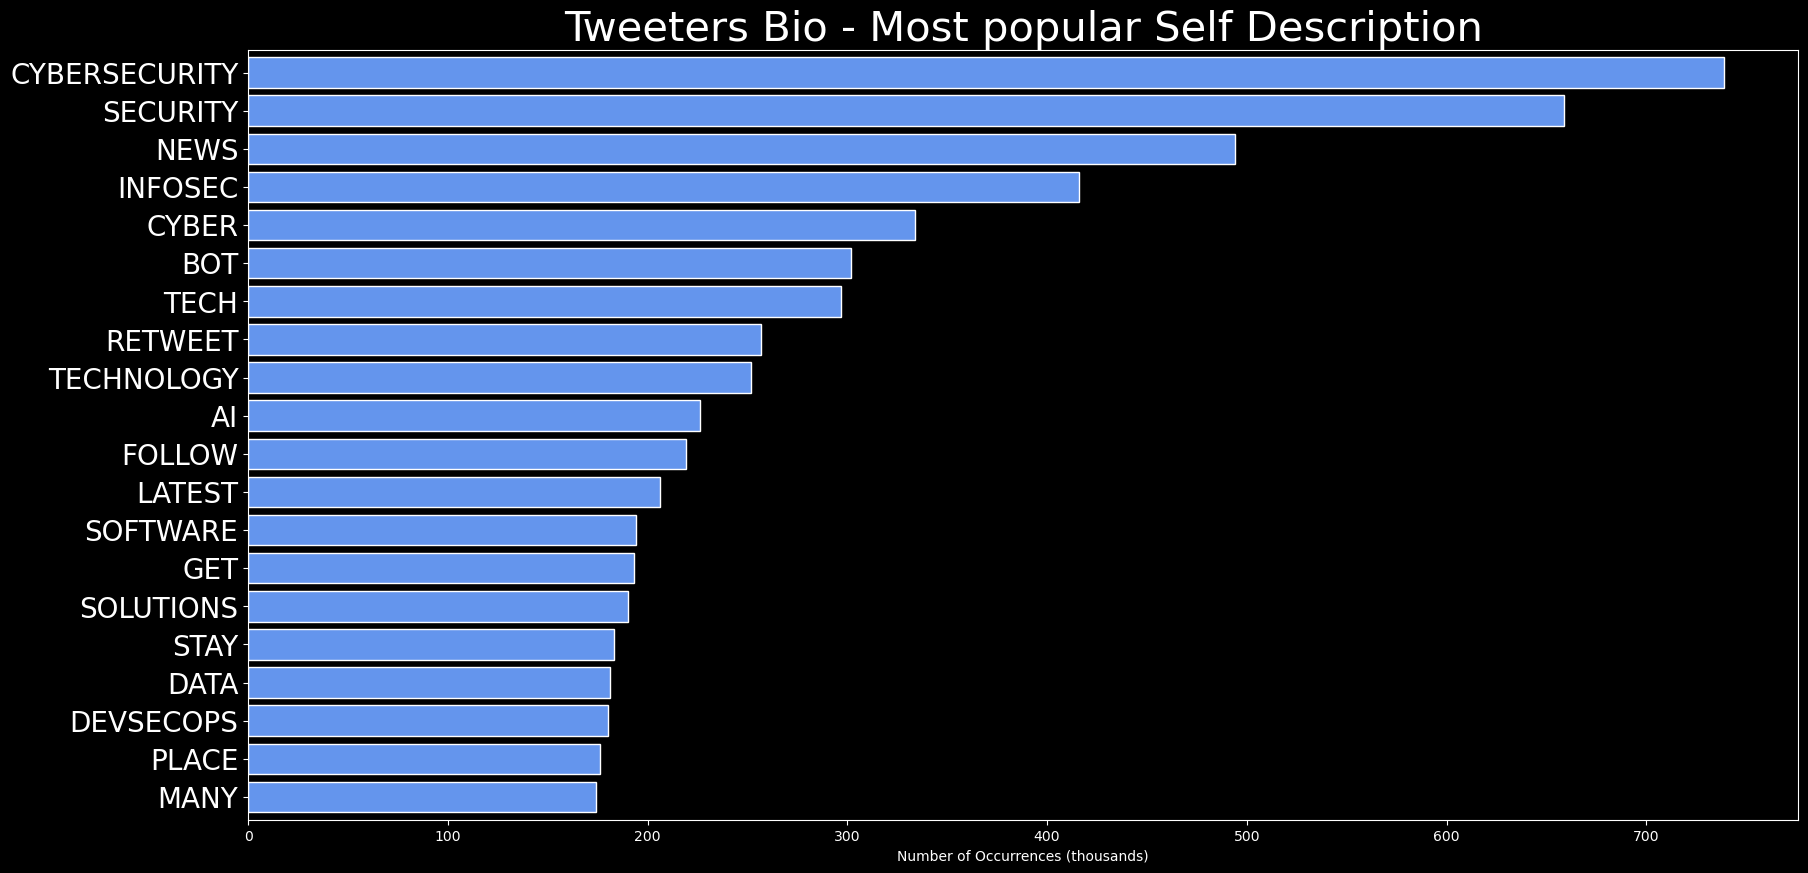 Tweeters Bio - Most popular Self Description
CYBERSECURITY
SECURITY
NEWS
INFOSEC
CYBER
BOT
TECH
RETWEET
TECHNOLOGY
AI
FOLLOW
LATEST
SOFTWARE
GET
SOLUTIONS
STAY
DATA
DEVSECOPS
PLACE
MANY
0 100 200 300 400 500 600 700
Number of Occurrences (thousands)